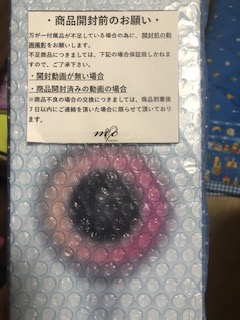 ・商品開封前のお願い・
万が一付属品が不足している場合の為に、開封前の動
画撮影をお願いします。
不足商品につきましては、下記の場合保証致しかねま
すので、ご了承下さい。
・開封動画が無い場合
・商品開封済みの動画の場合
※商品不良の場合の交換につきましては、商品到着後
7日以内にご連絡を頂いた場合に限らせて頂いており
ます。